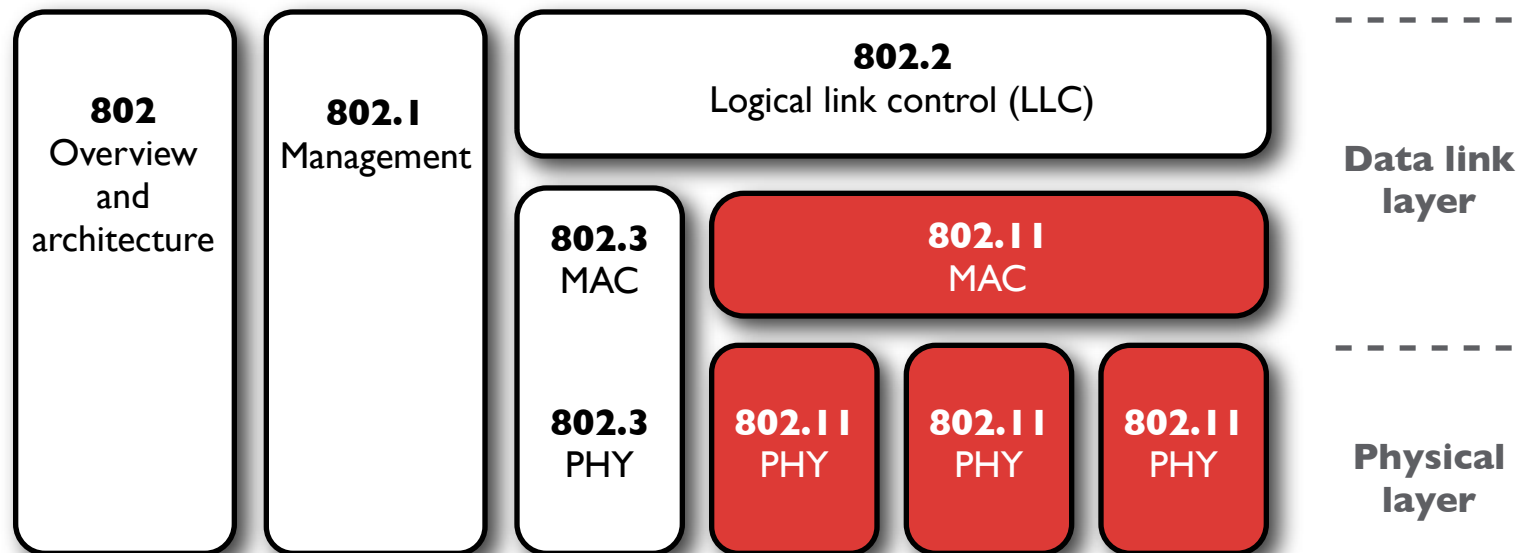 802
Overview
and
architecture
802.1
Management
802.2
Logical link control (LLC)
802.3
MAC
802.3
PHY
802.11
MAC
802.11
PHY
802.11
PHY
802.11
PHY
Data link
layer
Physical
layer